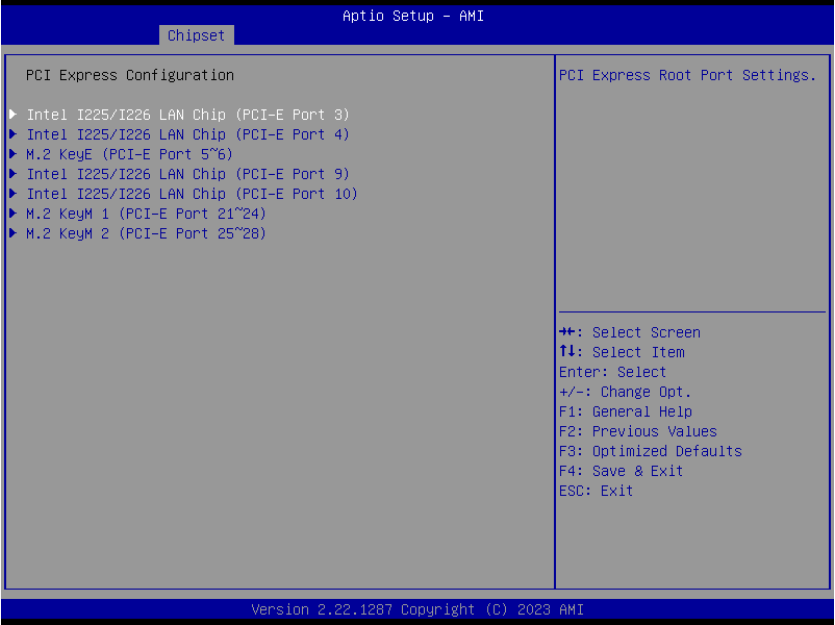 Aptio Setup – AMI
Chipset
PCI Express Configuration
Intel I225/I226 LAN Chip (PCI-E Port 3)
Intel I225/I226 LAN Chip (PCI-E Port 4)
M.2 KeyE (PCI-E Port 5~6)
Intel I225/I226 LAN Chip (PCI-E Port 9)
Intel I225/I226 LAN Chip (PCI-E Port 10)
M.2 KeyM 1 (PCI-E Port 21~24)
M.2 KeyM 2 (PCI-E Port 25~28)
PCI Express Root Port Settings.
→←: Select Screen
↑↓: Select Item
Enter: Select
+/-: Change Opt.
F1: General Help
F2: Previous Values
F3: Optimized Defaults
F4: Save & Exit
ESC: Exit
Version 2.22.1287 Copyright (C) 2023 AMI